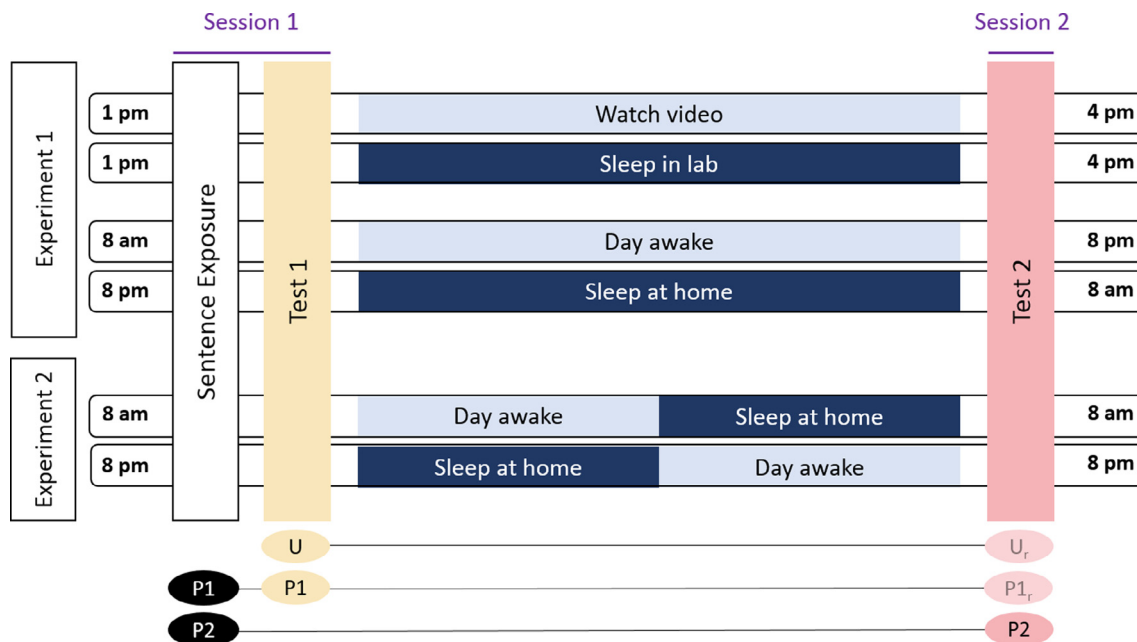 Session 1
Session 2
Experiment 1
Sentence Exposure
Test 1
Test 2
1 pm
Watch video
4 pm
1 pm
Sleep in lab
4 pm
8 am
Day awake
8 pm
8 pm
Sleep at home
8 am
Experiment 2
8 am
Day awake
Sleep at home
8 am
8 pm
Sleep at home
Day awake
8 pm
U
Uᵣ
P1
P1
P1ᵣ
P2
P2